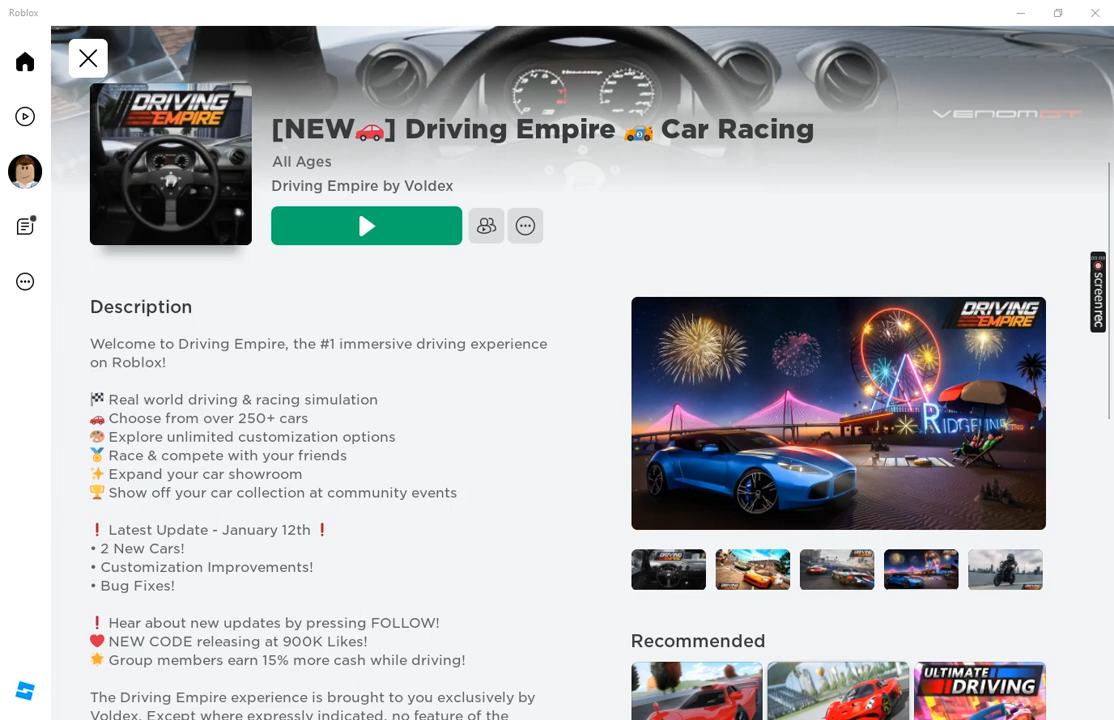 Roblox
DRIVING
EMPIRE
VENOMGT
[NEW🚗] Driving Empire 🏎️ Car Racing
All Ages
Driving Empire by Voldex
00:00
screenrec
Description
Welcome to Driving Empire, the #1 immersive driving experience
on Roblox!
🏁 Real world driving & racing simulation
🚗 Choose from over 250+ cars
🎨 Explore unlimited customization options
🏅 Race & compete with your friends
✨ Expand your car showroom
🏆 Show off your car collection at community events
❗ Latest Update - January 12th ❗
• 2 New Cars!
• Customization Improvements!
• Bug Fixes!
❗ Hear about new updates by pressing FOLLOW!
❤️ NEW CODE releasing at 900K Likes!
🌟 Group members earn 15% more cash while driving!
The Driving Empire experience is brought to you exclusively by
Voldex. Except where expressly indicated, no feature of the
DRIVING
EMPIRE
RIDGELINE
Recommended
ULTIMATE
DRIVING